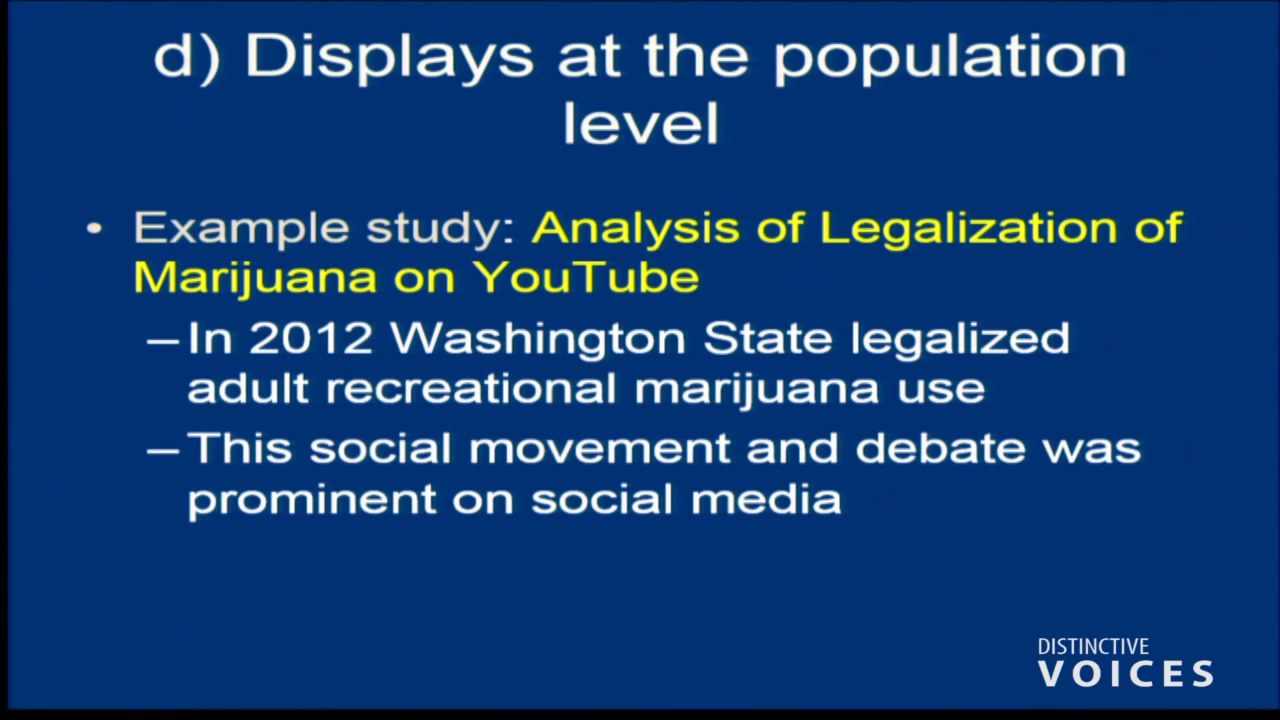 d) Displays at the population
level
• Example study: Analysis of Legalization of
Marijuana on YouTube
–In 2012 Washington State legalized
adult recreational marijuana use
–This social movement and debate was
prominent on social media
DISTINCTIVE
VOICES